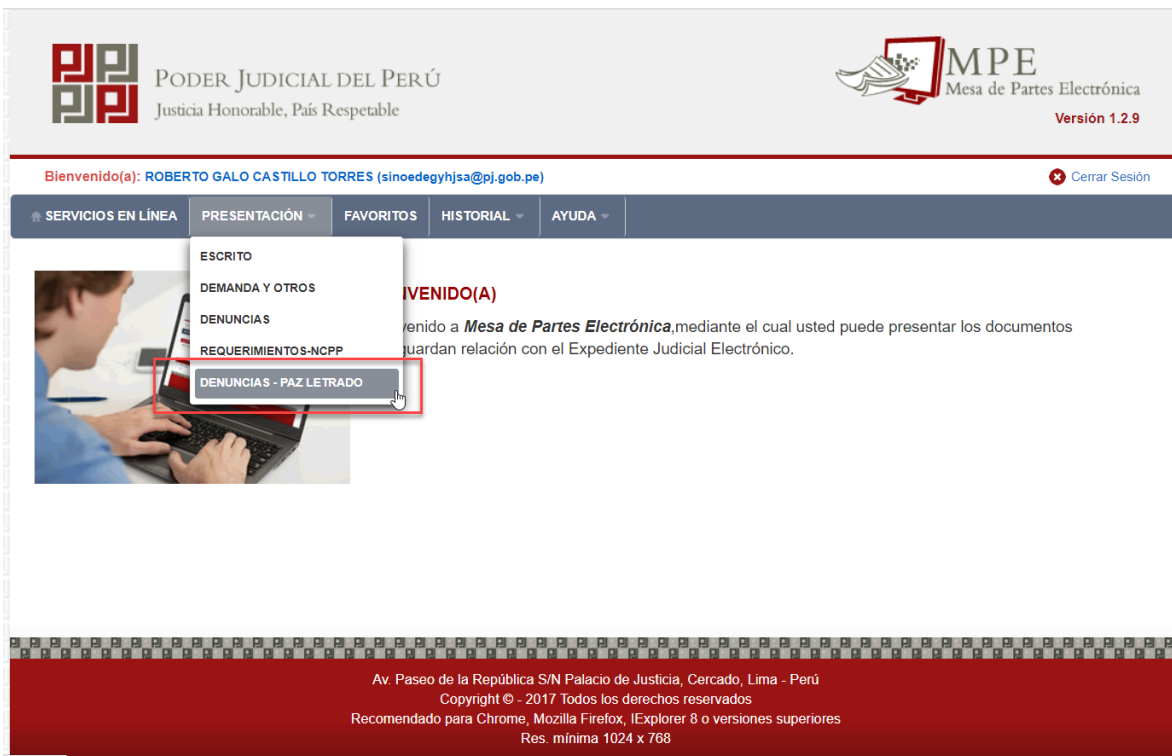 PODER JUDICIAL DEL PERÚ
Justicia Honorable, País Respetable
MPE
Mesa de Partes Electrónica
Versión 1.2.9
Bienvenido(a): ROBERTO GALO CASTILLO TORRES (sinoedegyhjsa@pj.gob.pe)
Cerrar Sesión
SERVICIOS EN LÍNEA PRESENTACIÓN FAVORITOS HISTORIAL AYUDA
ESCRITO
DEMANDA Y OTROS
DENUNCIAS
REQUERIMIENTOS-NCPP
DENUNCIAS - PAZ LETRADO
VENIDO(A)
venido a Mesa de Partes Electrónica,mediante el cual usted puede presentar los documentos
guardan relación con el Expediente Judicial Electrónico.
Av. Paseo de la República S/N Palacio de Justicia, Cercado, Lima - Perú
Copyright © - 2017 Todos los derechos reservados
Recomendado para Chrome, Mozilla Firefox, IExplorer 8 o versiones superiores
Res. mínima 1024 x 768